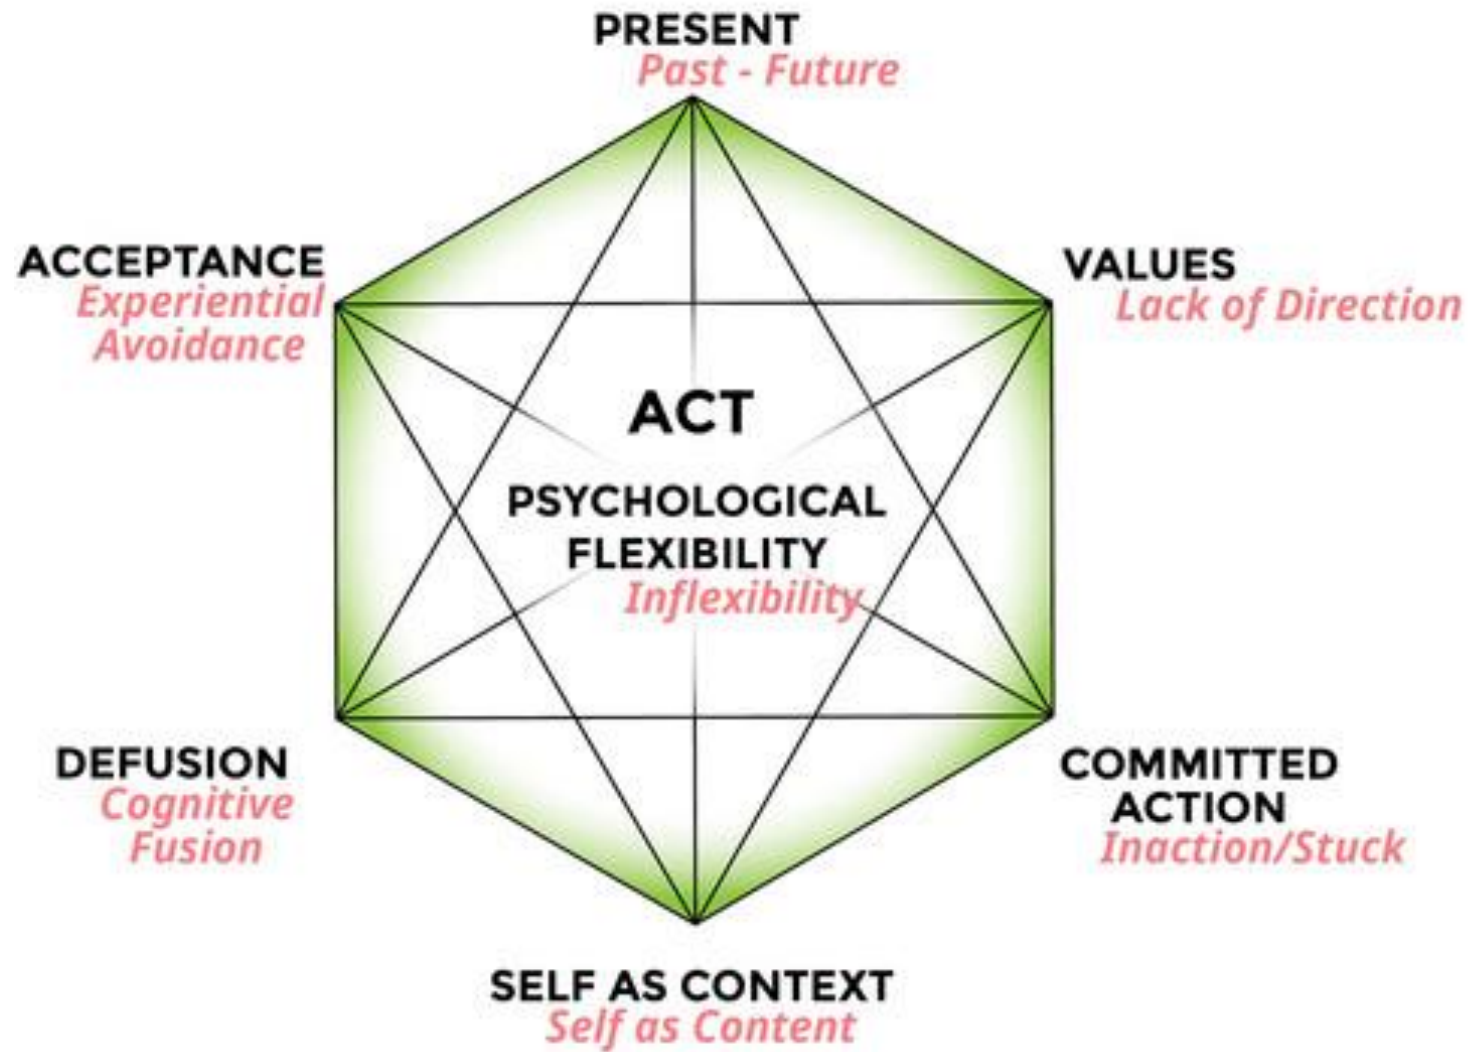 PRESENT
Past - Future
ACCEPTANCE
Experiential
Avoidance
VALUES
Lack of Direction
ACT
PSYCHOLOGICAL
FLEXIBILITY
Inflexibility
DEFUSION
Cognitive
Fusion
COMMITTED
ACTION
Inaction/Stuck
SELF AS CONTEXT
Self as Content